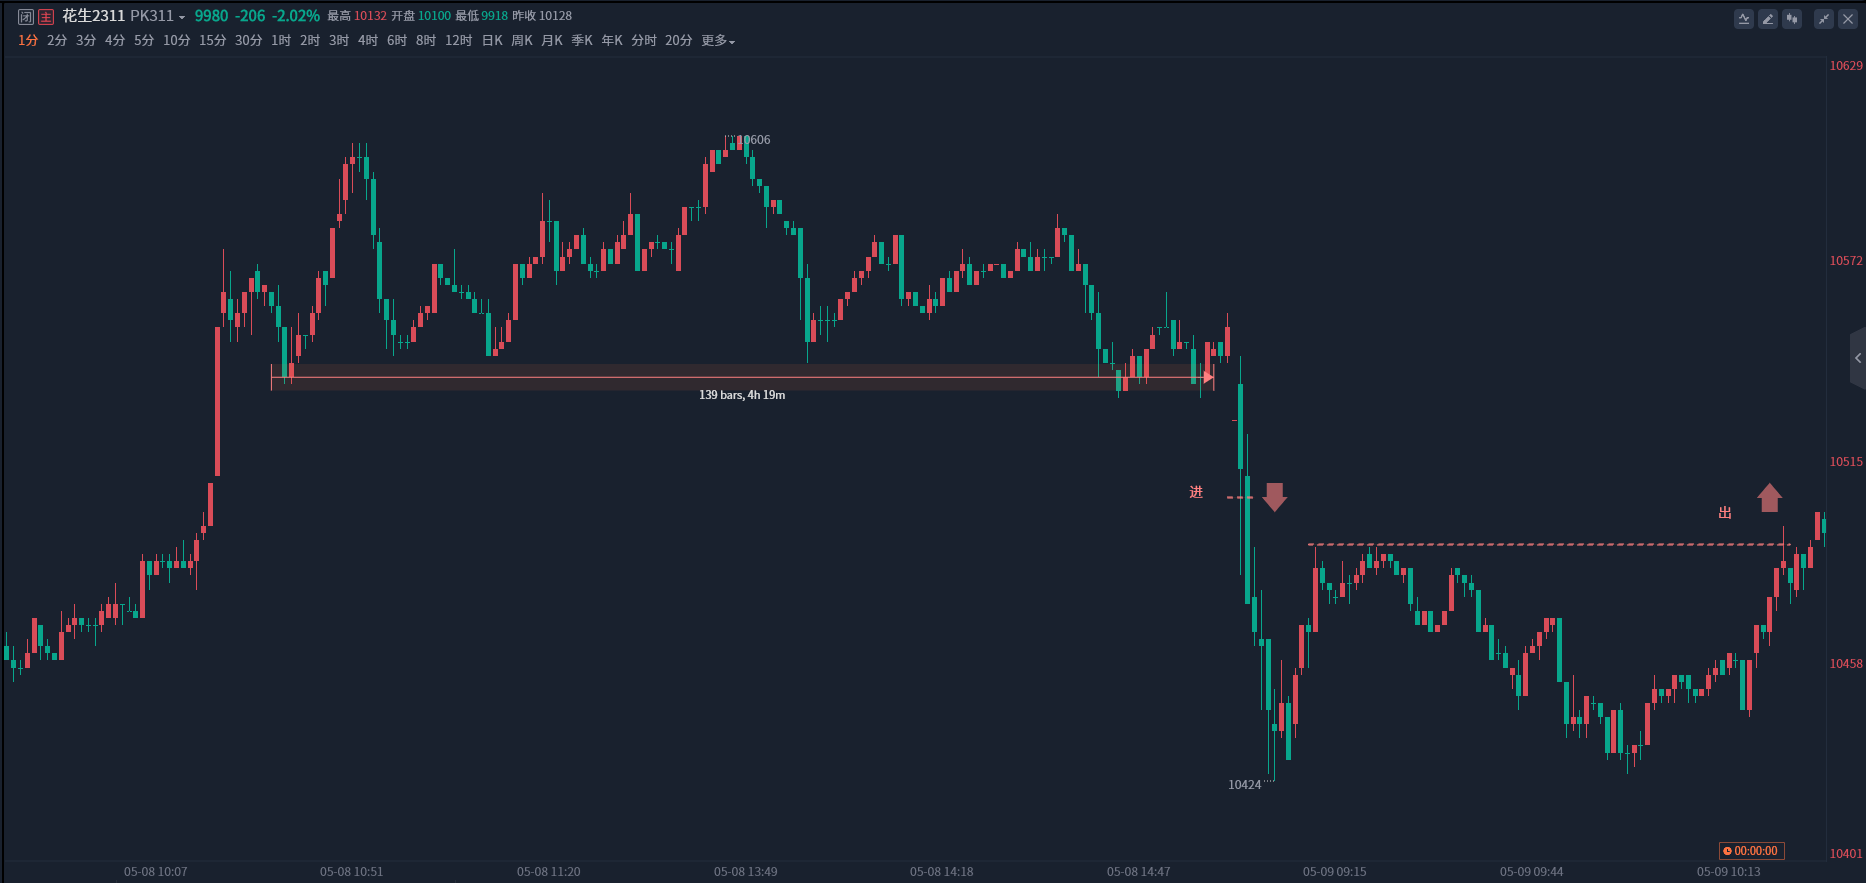 闭 主 花生2311 PK311 9980 -206 -2.02% 最高 10132 开盘 10100 最低 9918 昨收 10128
1分 2分 3分 4分 5分 10分 15分 30分 1时 2时 3时 4时 6时 8时 12时 日K 周K 月K 季K 年K 分时 20分 更多
10629
10606
10572
139 bars, 4h 19m
10515
进
出
10458
10424
00:00:00
10401
05-08 10:07 05-08 10:51 05-08 11:20 05-08 13:49 05-08 14:18 05-08 14:47 05-09 09:15 05-09 09:44 05-09 10:13